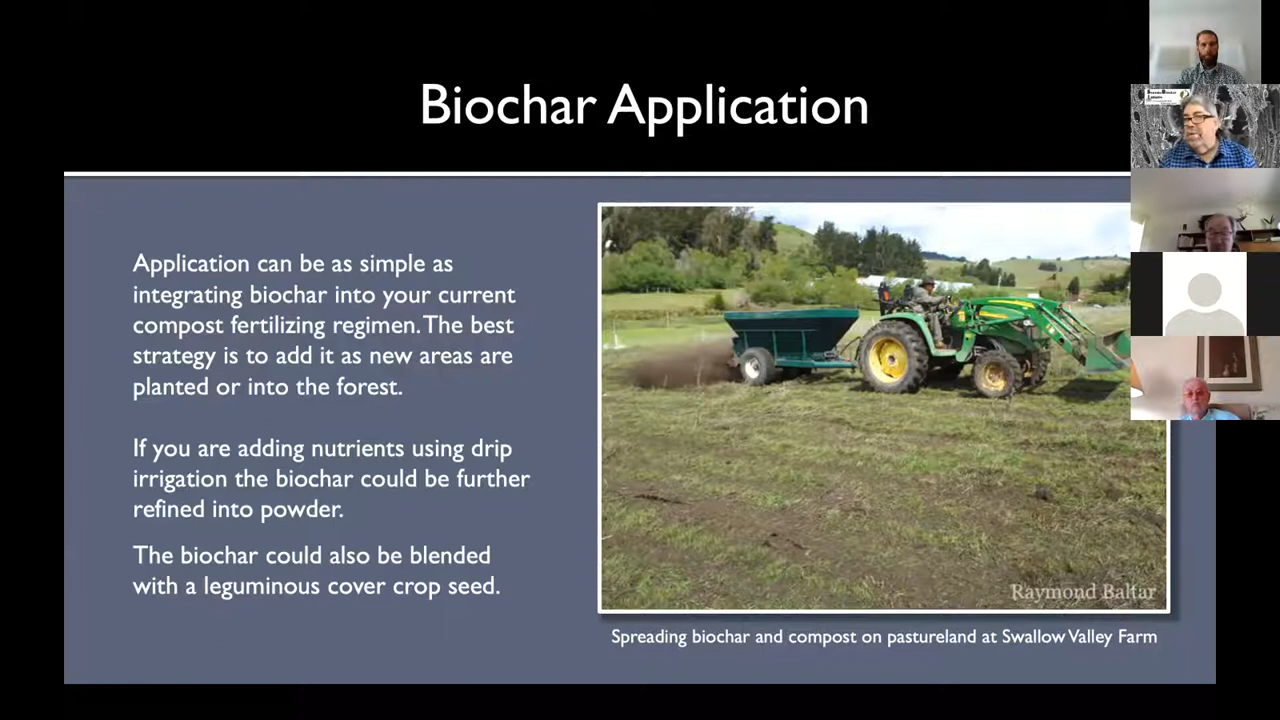 Biochar Application
Application can be as simple as
integrating biochar into your current
compost fertilizing regimen. The best
strategy is to add it as new areas are
planted or into the forest.
If you are adding nutrients using drip
irrigation the biochar could be further
refined into powder.
The biochar could also be blended
with a leguminous cover crop seed.
Raymond Baltar
Spreading biochar and compost on pastureland at Swallow Valley Farm